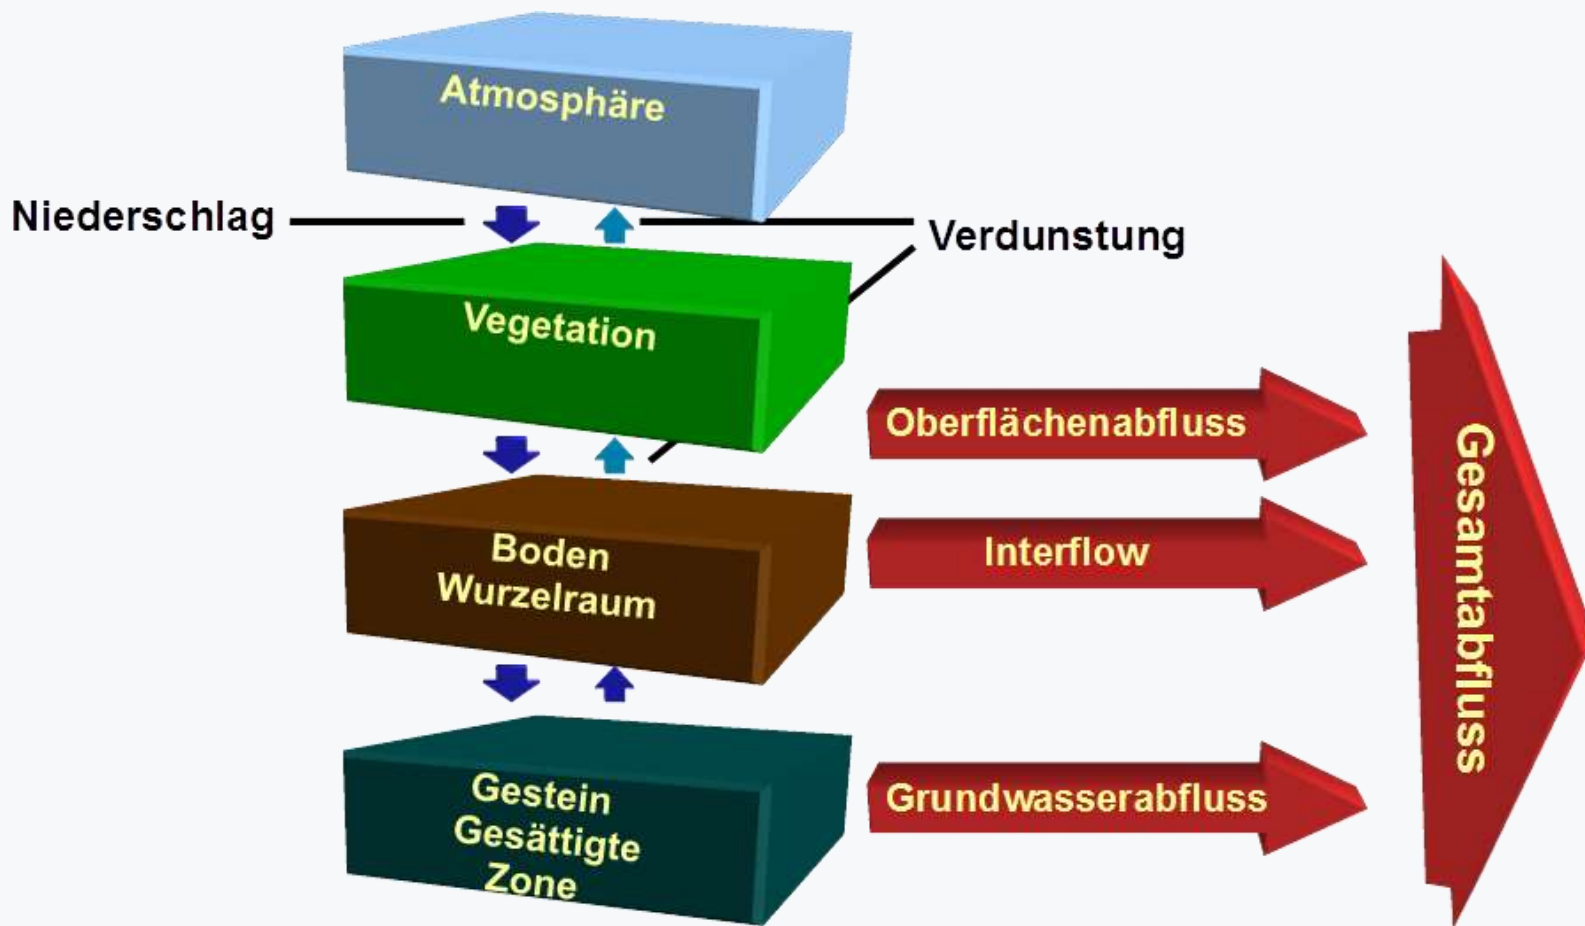 Atmosphäre
Niederschlag
Verdunstung
Vegetation
Oberflächenabfluss
Boden
Wurzelraum
Interflow
Gesamtabfluss
Gestein
Gesättigte
Zone
Grundwasserabfluss